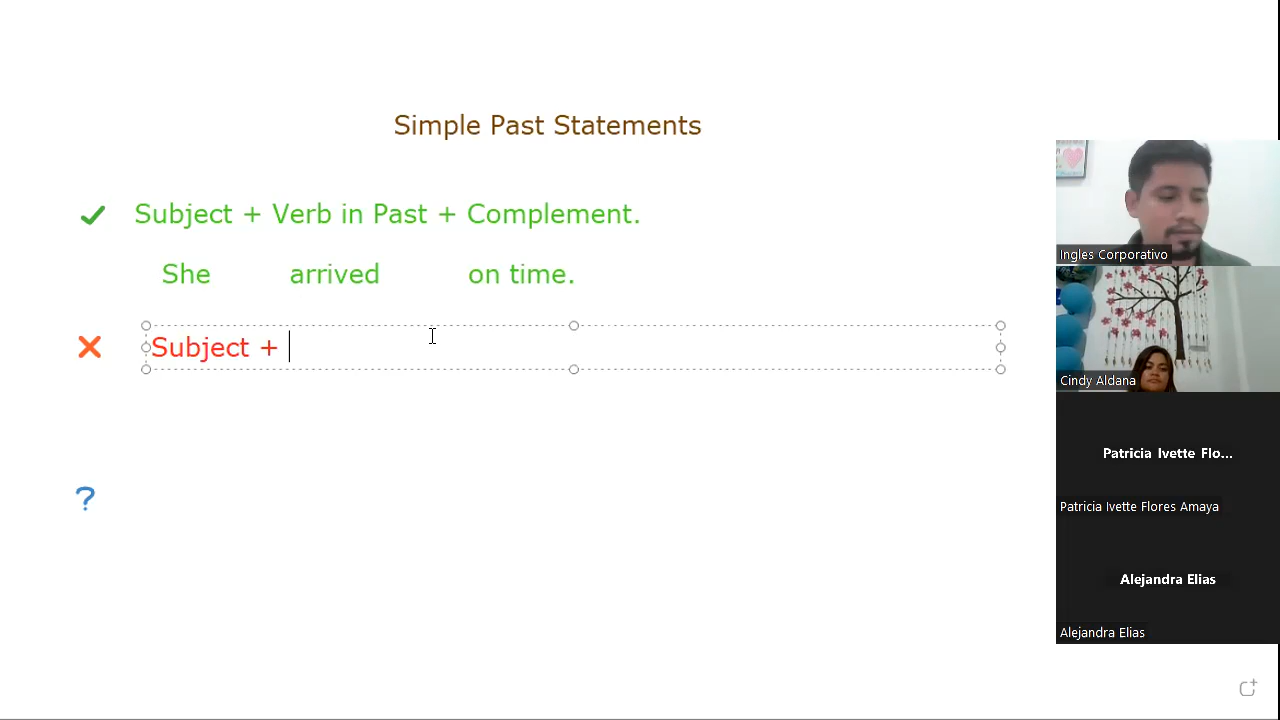 Simple Past Statements
Subject + Verb in Past + Complement.
She arrived on time.
Subject +
?
Ingles Corporativo
Cindy Aldana
Patricia Ivette Flo...
Patricia Ivette Flores Amaya
Alejandra Elias
Alejandra Elias